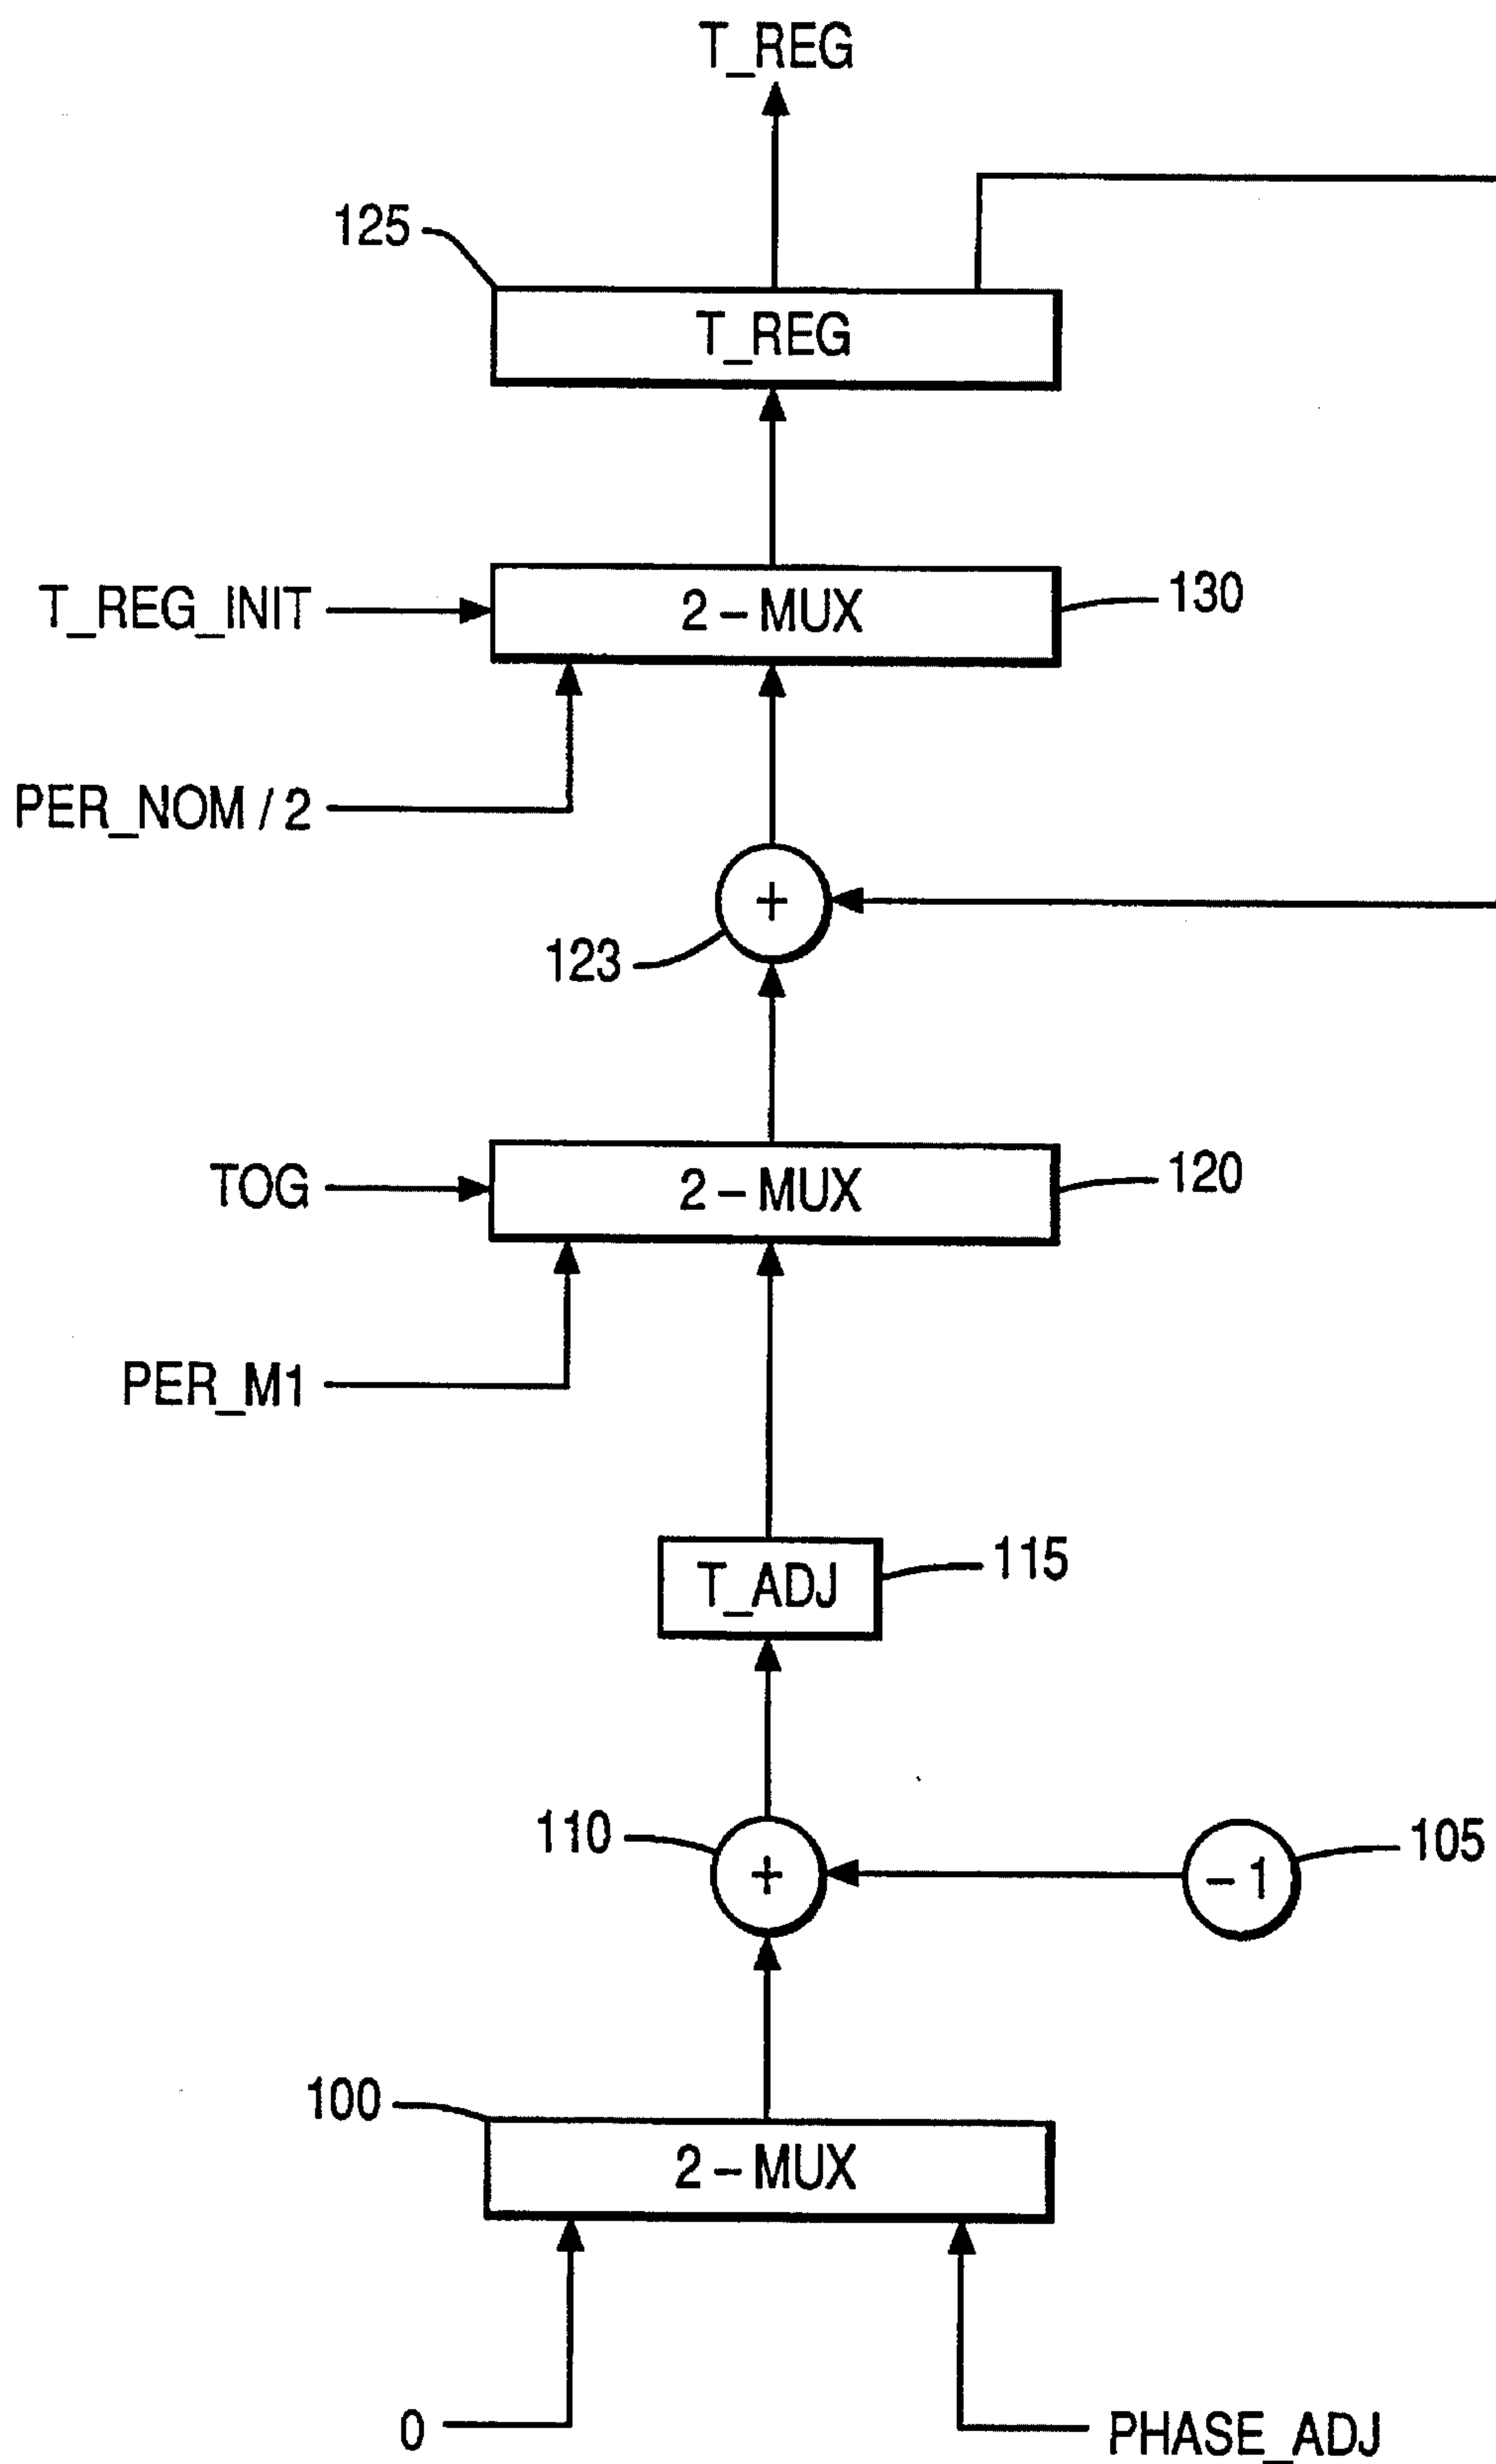 T_REG
125
T_REG
T_REG_INIT
2 – MUX
130
PER_NOM / 2
+
123
TOG
2 – MUX
120
PER_M1
T_ADJ
115
110
+
– 1
105
100
2 – MUX
0
PHASE_ADJ